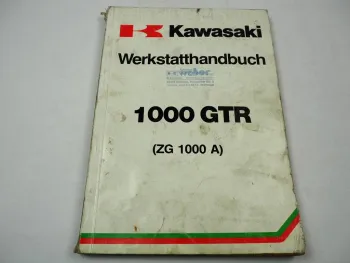 Kawasaki
Werkstatthandbuch
1000 GTR
(ZG 1000 A)